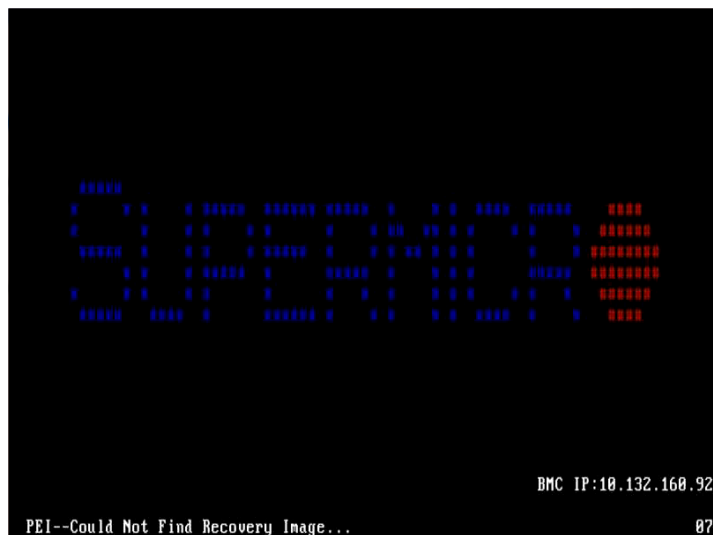 SUPERMICRO
BMC IP:10.132.160.92
PEI--Could Not Find Recovery Image...
07